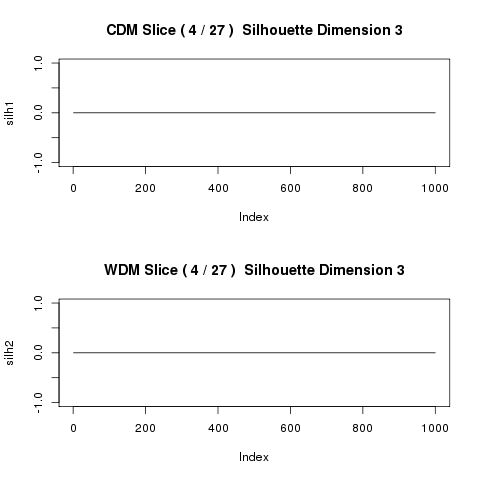 CDM Slice ( 4 / 27 )  Silhouette Dimension 3
1.0
0.0
-1.0
silh1
0 200 400 600 800 1000
Index
WDM Slice ( 4 / 27 )  Silhouette Dimension 3
1.0
0.0
-1.0
silh2
0 200 400 600 800 1000
Index